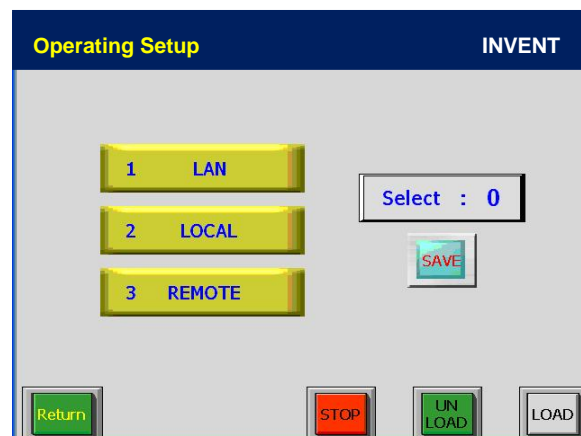 Operating Setup INVENT
1 LAN
Select : 0
2 LOCAL
SAVE
3 REMOTE
Return
STOP
UN
LOAD
LOAD